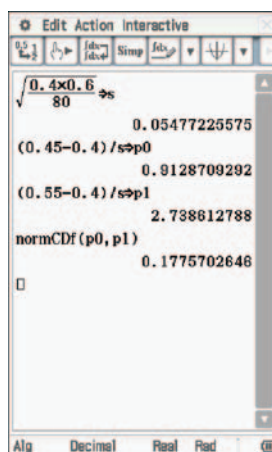 Edit Action Interactive
Simp
√(0.4×0.6/80)⇒s
0.05477225575
(0.45-0.4)/s⇒p0
0.9128709292
(0.55-0.4)/s⇒p1
2.738612788
normCDf(p0,p1)
0.1775702646
Alg Decimal Real Rad